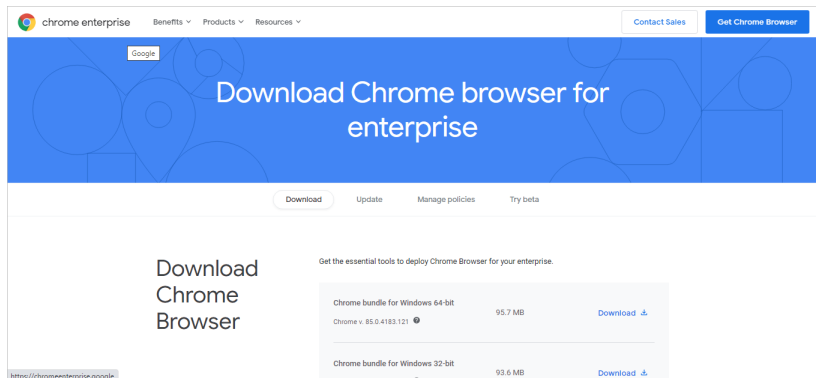 chrome enterprise Benefits Products Resources Contact Sales Get Chrome Browser
Google
Download Chrome browser for
enterprise
Download Update Manage policies Try beta
Download
Chrome
Browser
Get the essential tools to deploy Chrome Browser for your enterprise.
Chrome bundle for Windows 64-bit
95.7 MB Download
Chrome v. 85.0.4183.121
Chrome bundle for Windows 32-bit
93.6 MB Download
https://chromeenterprise.google